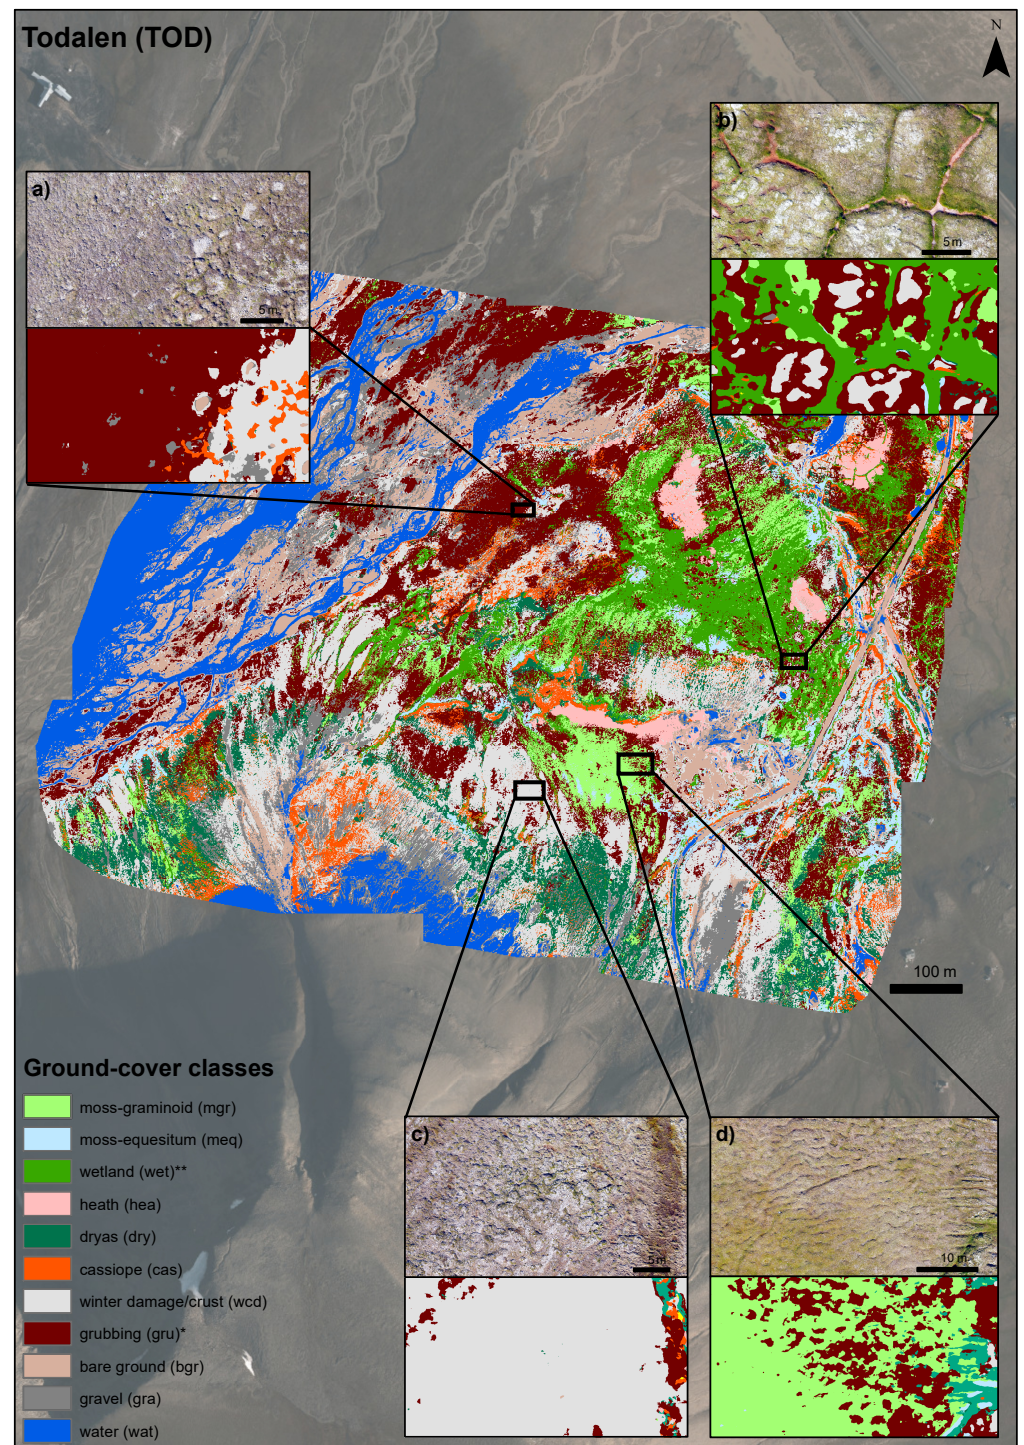 Todalen (TOD)
N
a)
5 m
b)
5 m
100 m
Ground-cover classes
moss-graminoid (mgr)
moss-equesitum (meq)
wetland (wet)**
heath (hea)
dryas (dry)
cassiope (cas)
winter damage/crust (wcd)
grubbing (gru)*
bare ground (bgr)
gravel (gra)
water (wat)
c)
5 m
d)
10 m